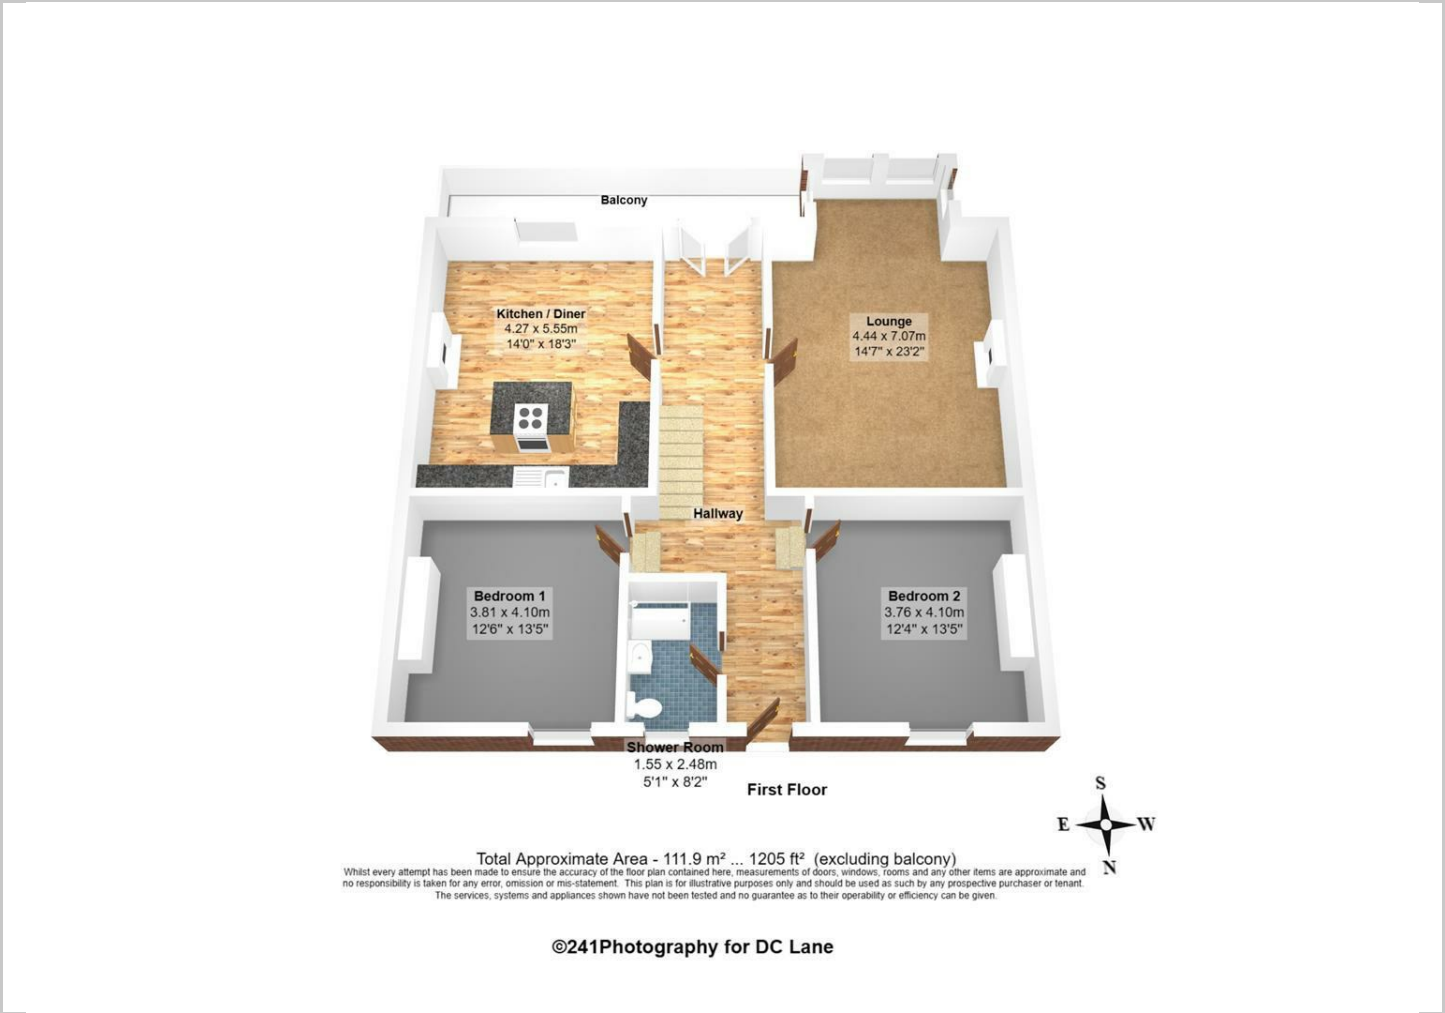 Balcony
Kitchen / Diner
4.27 x 5.55m
14'0" x 18'3"
Lounge
4.44 x 7.07m
14'7" x 23'2"
Hallway
Bedroom 1
3.81 x 4.10m
12'6" x 13'5"
Bedroom 2
3.76 x 4.10m
12'4" x 13'5"
Shower Room
1.55 x 2.48m
5'1" x 8'2"
First Floor
S
E W
N
Total Approximate Area - 111.9 m² ... 1205 ft² (excluding balcony)
Whilst every attempt has been made to ensure the accuracy of the floor plan contained here, measurements of doors, windows, rooms and any other items are approximate and
no responsibility is taken for any error, omission or mis-statement. This plan is for illustrative purposes only and should be used as such by any prospective purchaser or tenant.
The services, systems and appliances shown have not been tested and no guarantee as to their operability or efficiency can be given.
©241Photography for DC Lane